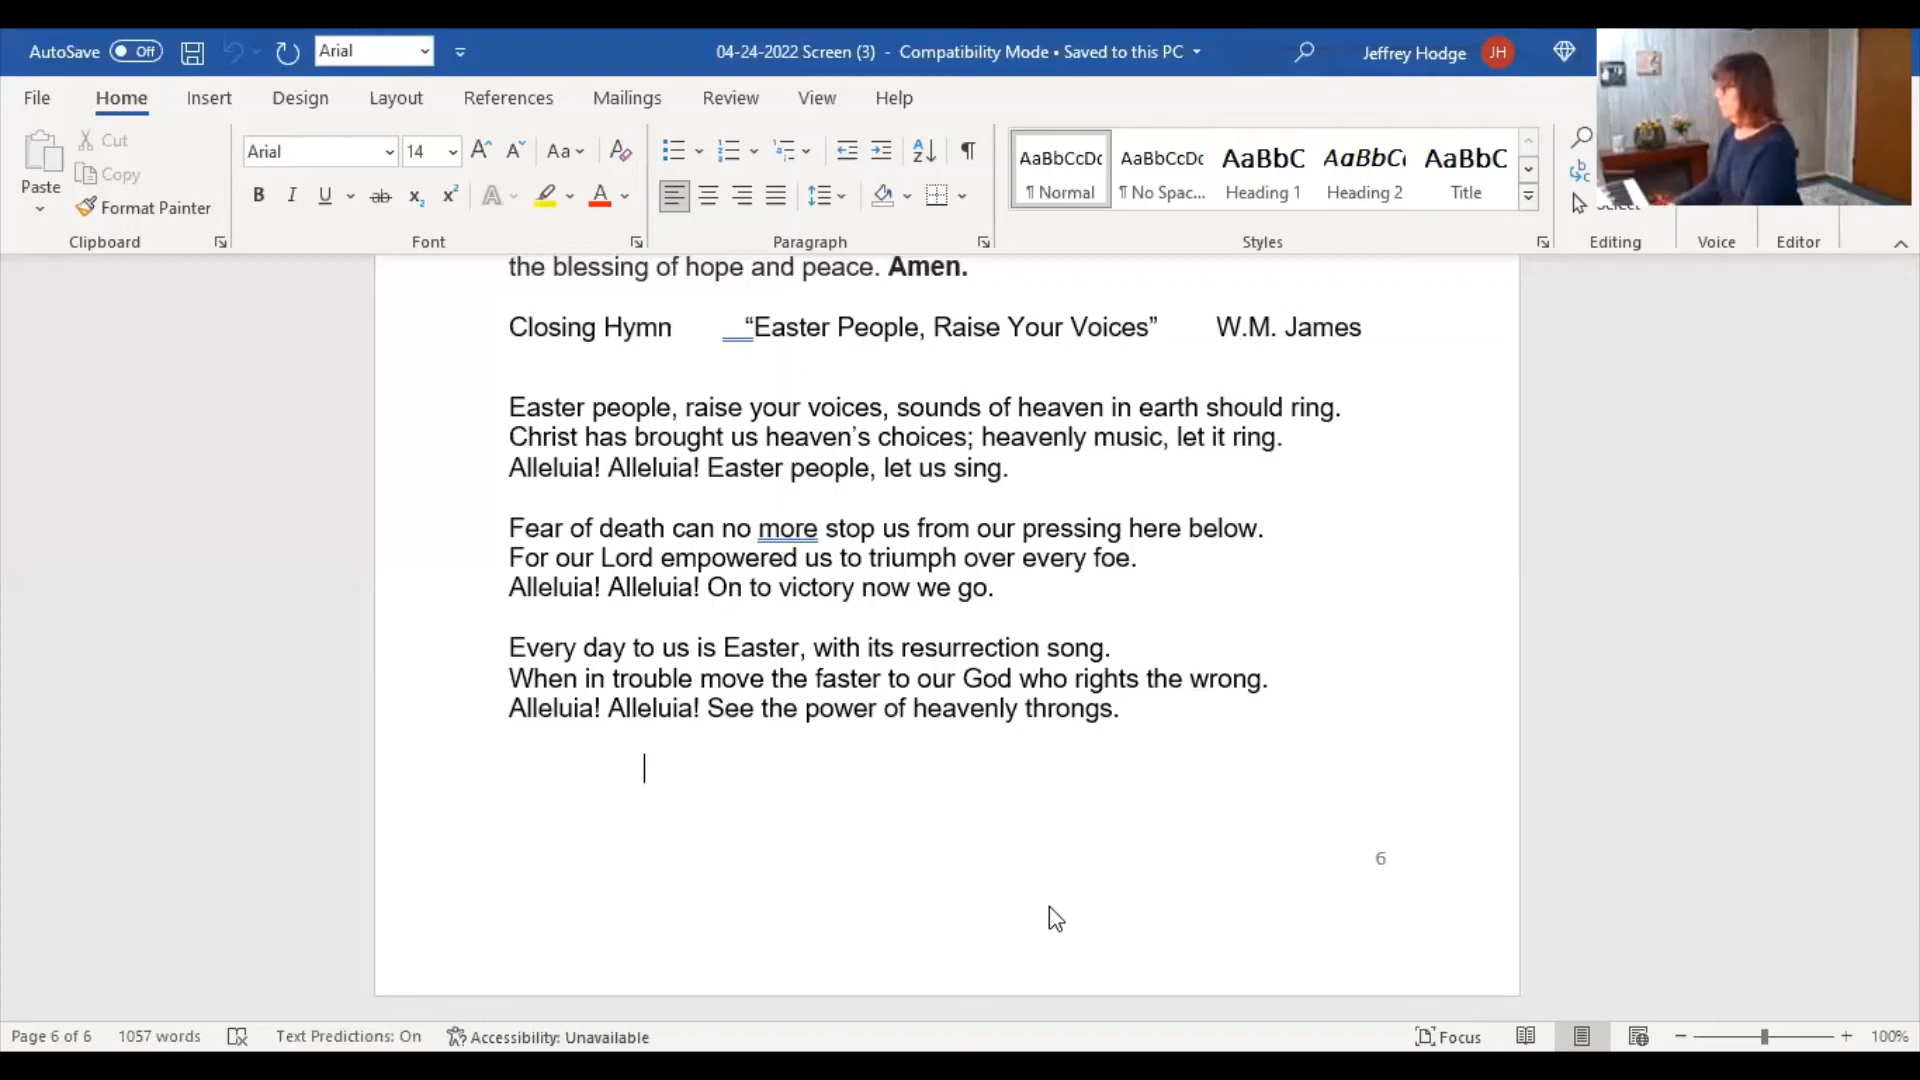 AutoSave Off Arial 04-24-2022 Screen (3) - Compatibility Mode • Saved to this PC Jeffrey Hodge JH
File Home Insert Design Layout References Mailings Review View Help
Cut
Copy
Paste
Format Painter
Arial 14 Aa
B I U ab x₂ x² A A
AaBbCcDc AaBbCcDc AaBbC AaBbCc AaBbC
¶ Normal ¶ No Spac... Heading 1 Heading 2 Title
Select
Clipboard Font Paragraph Styles Editing Voice Editor
the blessing of hope and peace. Amen.
Closing Hymn “Easter People, Raise Your Voices” W.M. James
Easter people, raise your voices, sounds of heaven in earth should ring.
Christ has brought us heaven’s choices; heavenly music, let it ring.
Alleluia! Alleluia! Easter people, let us sing.
Fear of death can no more stop us from our pressing here below.
For our Lord empowered us to triumph over every foe.
Alleluia! Alleluia! On to victory now we go.
Every day to us is Easter, with its resurrection song.
When in trouble move the faster to our God who rights the wrong.
Alleluia! Alleluia! See the power of heavenly throngs.
6
Page 6 of 6 1057 words Text Predictions: On Accessibility: Unavailable Focus 100%